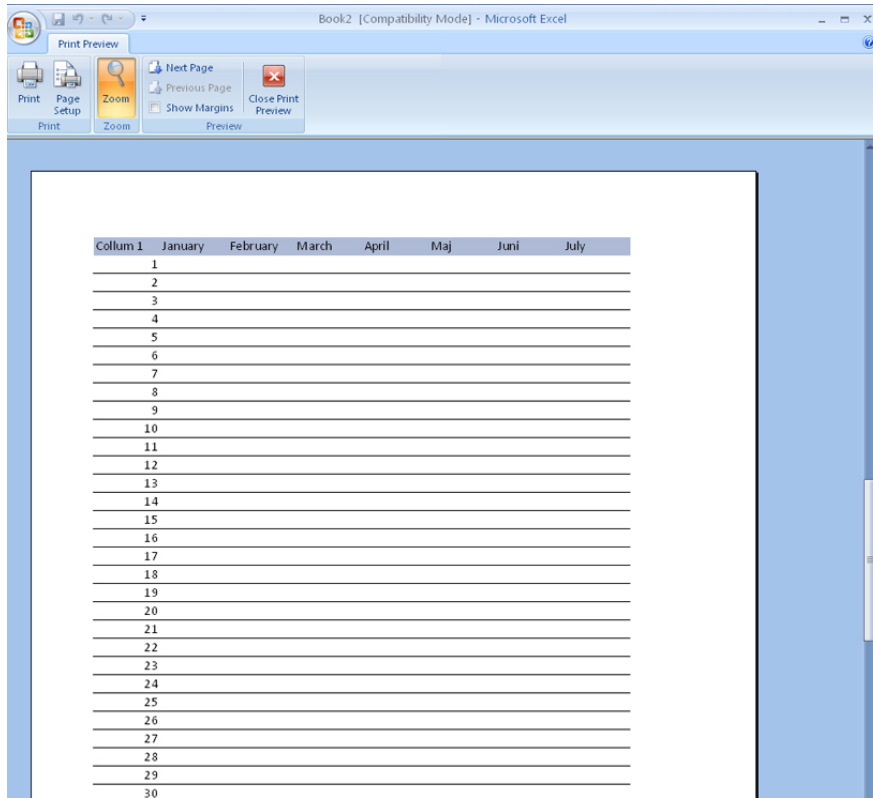 Book2 [Compatibility Mode] - Microsoft Excel
Print Preview
Print
Page Setup
Zoom
Next Page
Previous Page
Show Margins
Close Print Preview
Print
Zoom
Preview
Collum 1 January February March April Maj Juni July
1
2
3
4
5
6
7
8
9
10
11
12
13
14
15
16
17
18
19
20
21
22
23
24
25
26
27
28
29
30